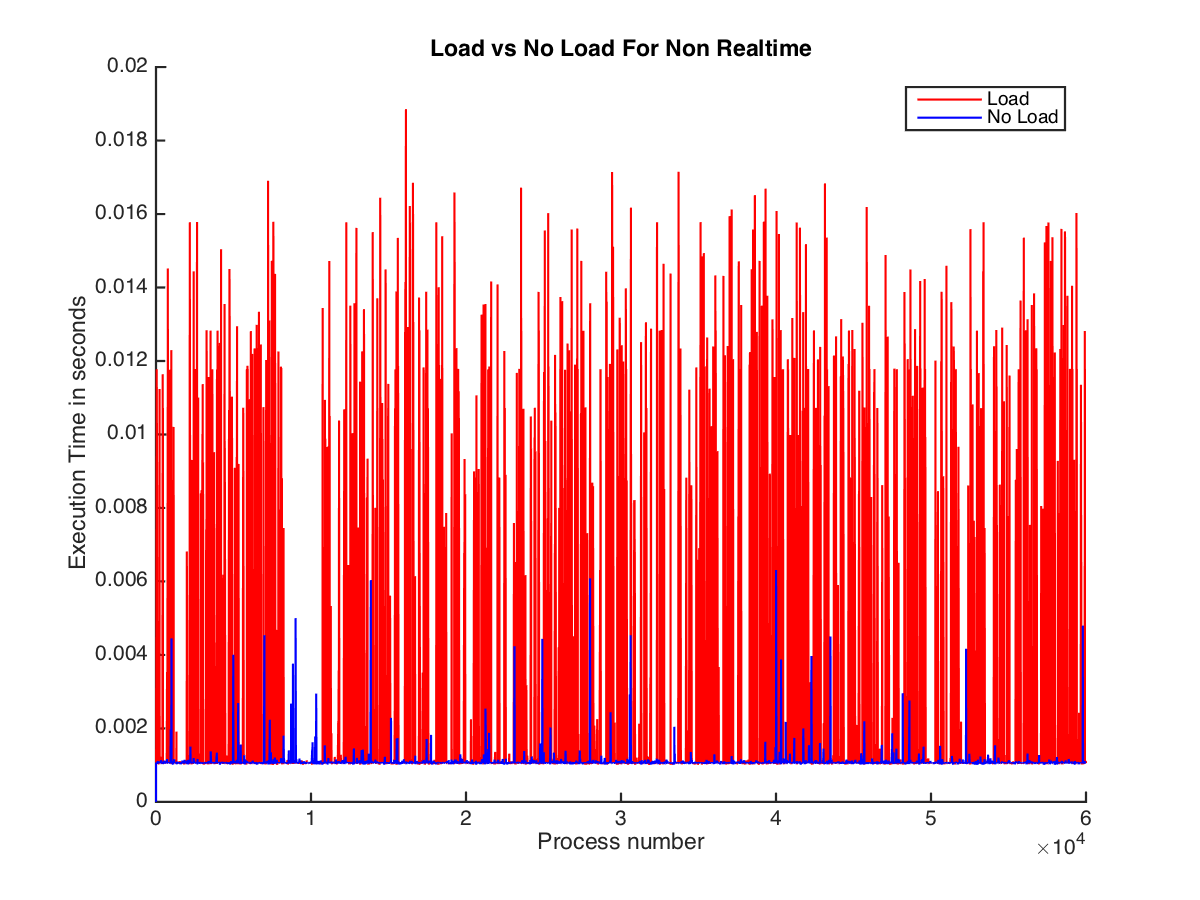 Load vs No Load For Non Realtime
Load
No Load
Execution Time in seconds
0.02
0.018
0.016
0.014
0.012
0.01
0.008
0.006
0.004
0.002
0
0 1 2 3 4 5 6
×10⁴
Process number